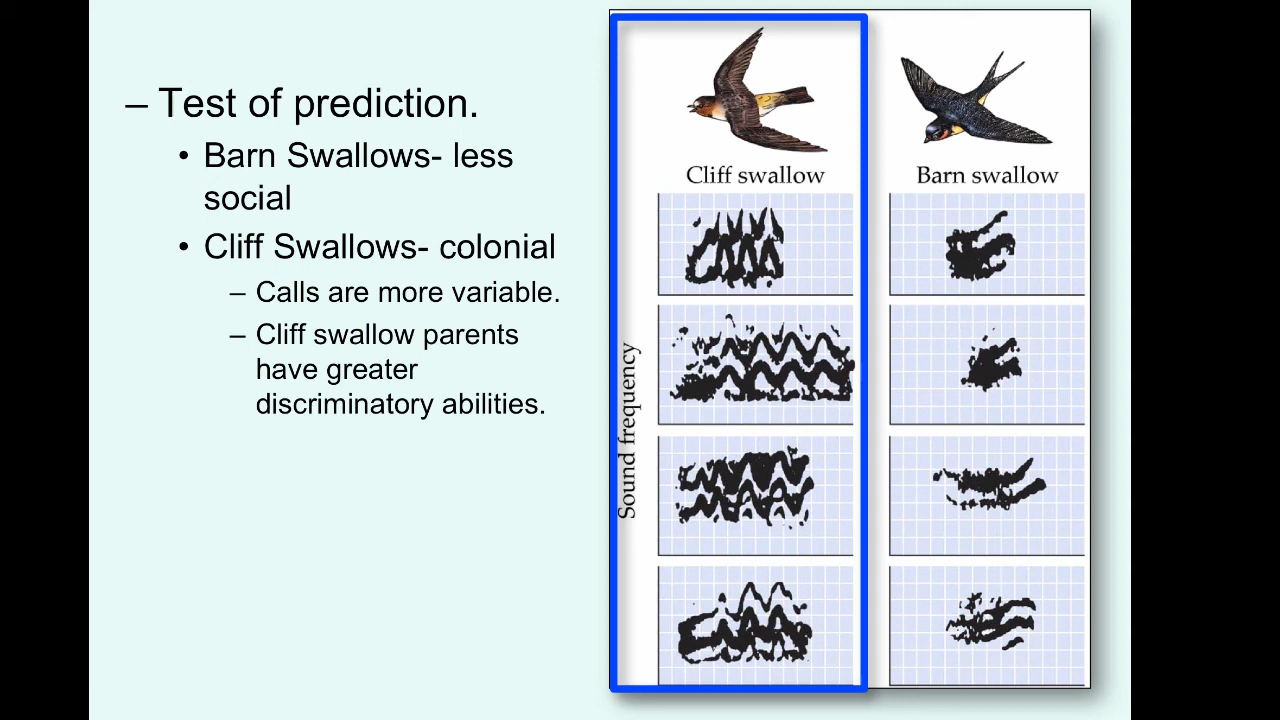 – Test of prediction.
• Barn Swallows- less
social
• Cliff Swallows- colonial
– Calls are more variable.
– Cliff swallow parents
have greater
discriminatory abilities.
Cliff swallow
Barn swallow
Sound frequency